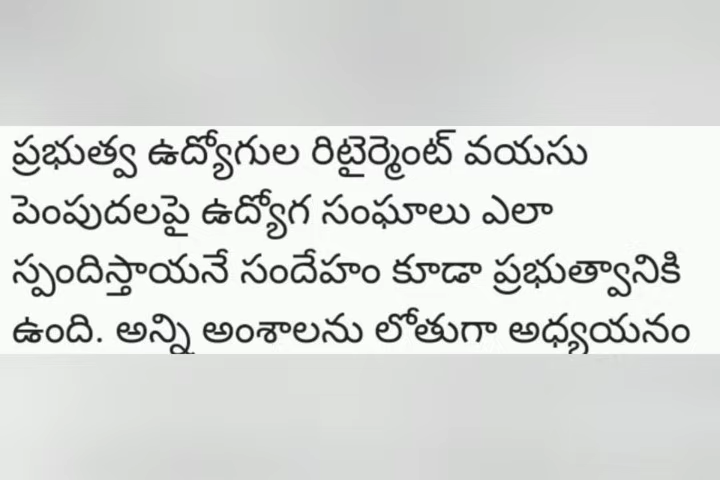 ప్రభుత్వ ఉద్యోగుల రిటైర్మెంట్ వయసు
పెంపుదలపై ఉద్యోగ సంఘాలు ఎలా
స్పందిస్తాయనే సందేహం కూడా ప్రభుత్వానికి
ఉంది. అన్ని అంశాలను లోతుగా అధ్యయనం